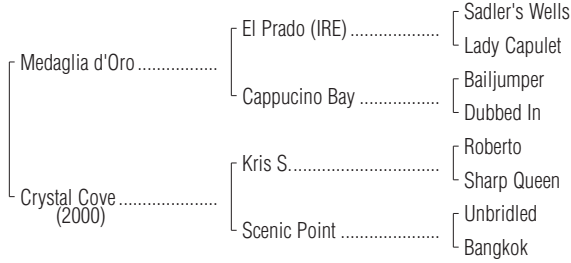 Sadler's Wells
El Prado (IRE) ....................
Lady Capulet
Medaglia d'Oro .................
Bailjumper
Cappucino Bay ..................
Dubbed In
Roberto
Kris S. .................................
Sharp Queen
Crystal Cove .....................
(2000)
Unbridled
Scenic Point ......................
Bangkok